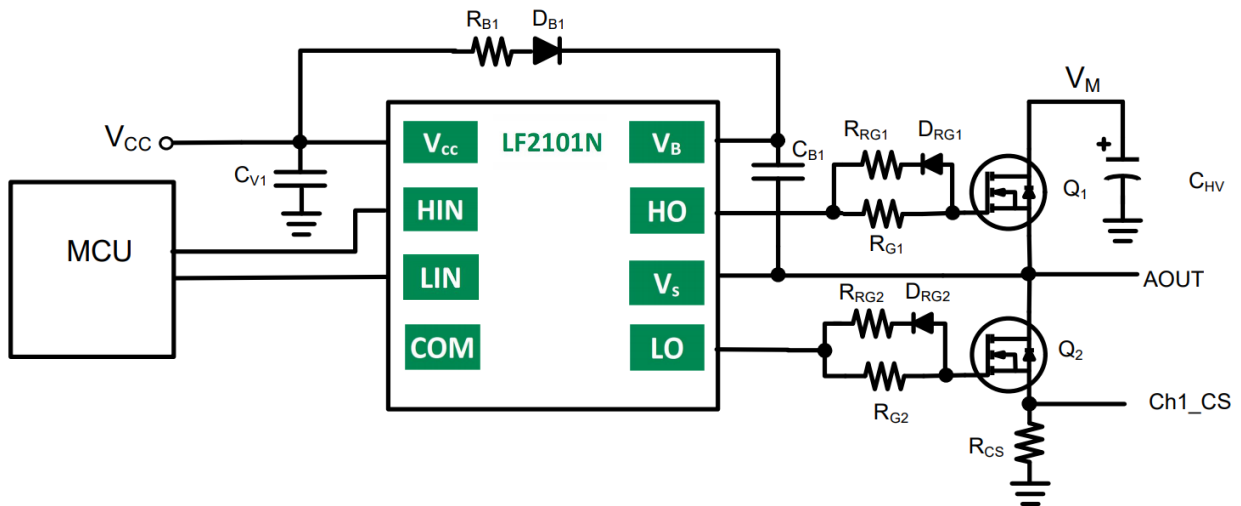 RB1 DB1
VM
VCC
Vcc LF2101N VB
CV1
CB1
RRG1 DRG1
MCU
HIN HO
Q1
CHV
RG1
LIN Vs
AOUT
RRG2 DRG2
COM LO
Q2
RG2
Ch1_CS
RCS